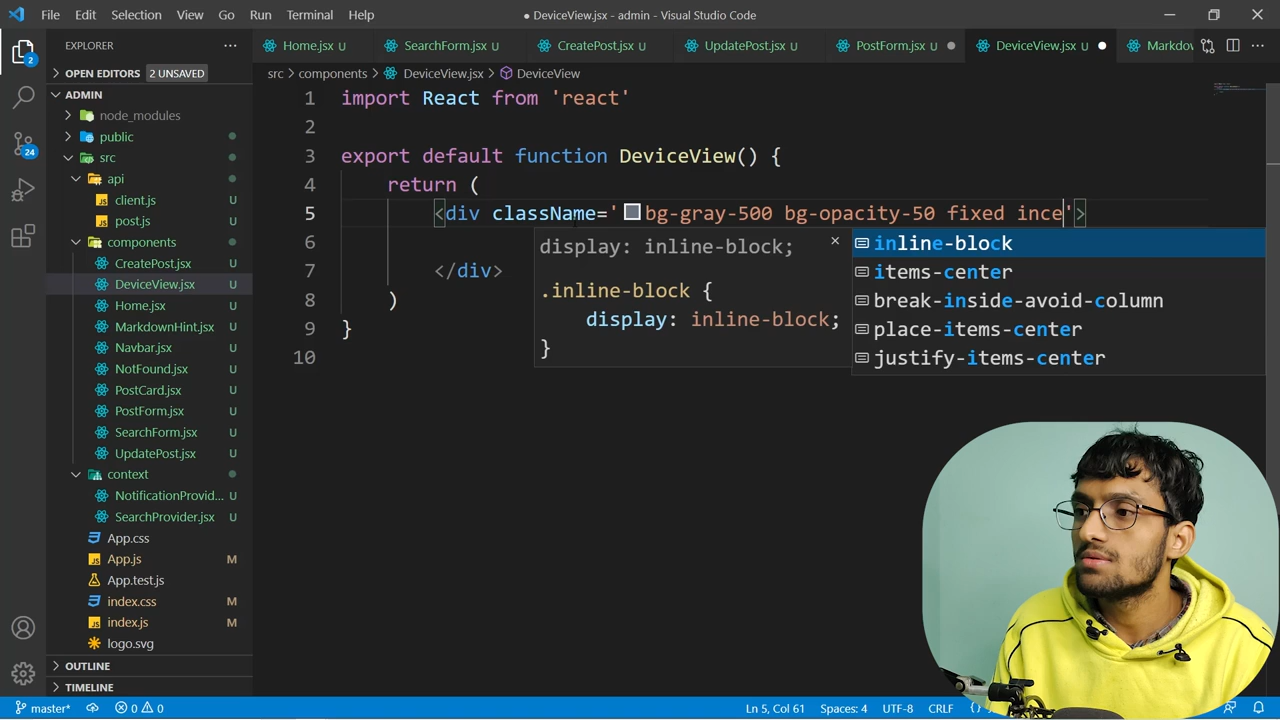 File Edit Selection View Go Run Terminal Help
● DeviceView.jsx - admin - Visual Studio Code
EXPLORER
Home.jsx U SearchForm.jsx U CreatePost.jsx U UpdatePost.jsx U PostForm.jsx U DeviceView.jsx U Markdow
OPEN EDITORS 2 UNSAVED
src > components > DeviceView.jsx > DeviceView
ADMIN
node_modules
public
src
api
client.js U
post.js U
components
CreatePost.jsx U
DeviceView.jsx U
Home.jsx U
MarkdownHint.jsx U
Navbar.jsx U
NotFound.jsx U
PostCard.jsx U
PostForm.jsx U
SearchForm.jsx U
UpdatePost.jsx U
context
NotificationProvid... U
SearchProvider.jsx U
App.css
App.js M
App.test.js
index.css M
index.js M
logo.svg
OUTLINE
TIMELINE
2
24
1 import React from 'react'
2
3 export default function DeviceView() {
4 return (
5 <div className='bg-gray-500 bg-opacity-50 fixed ince'>
6
7 </div>
8 )
9 }
10
display: inline-block;
.inline-block {
display: inline-block;
}
inline-block
items-center
break-inside-avoid-column
place-items-center
justify-items-center
master* 0 0 Ln 5, Col 61 Spaces: 4 UTF-8 CRLF